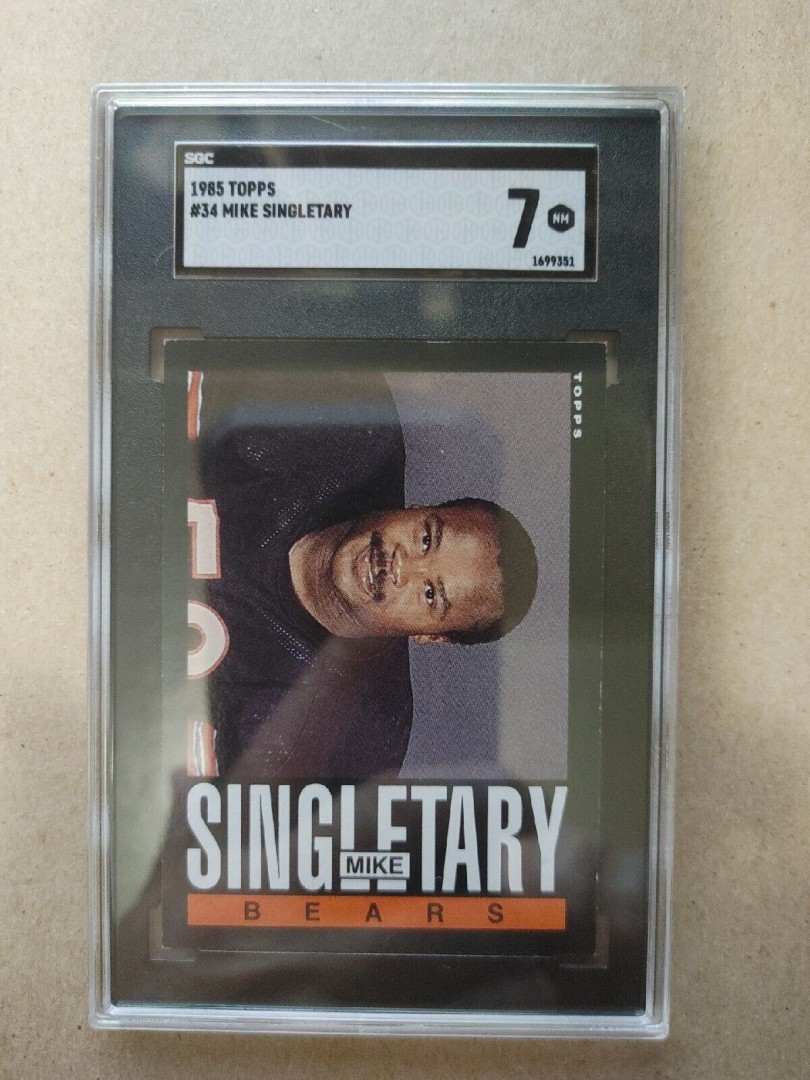 SGC
1985 TOPPS
#34 MIKE SINGLETARY
7 NM
1699351
TOPPS
SINGLETARY
MIKE
BEARS